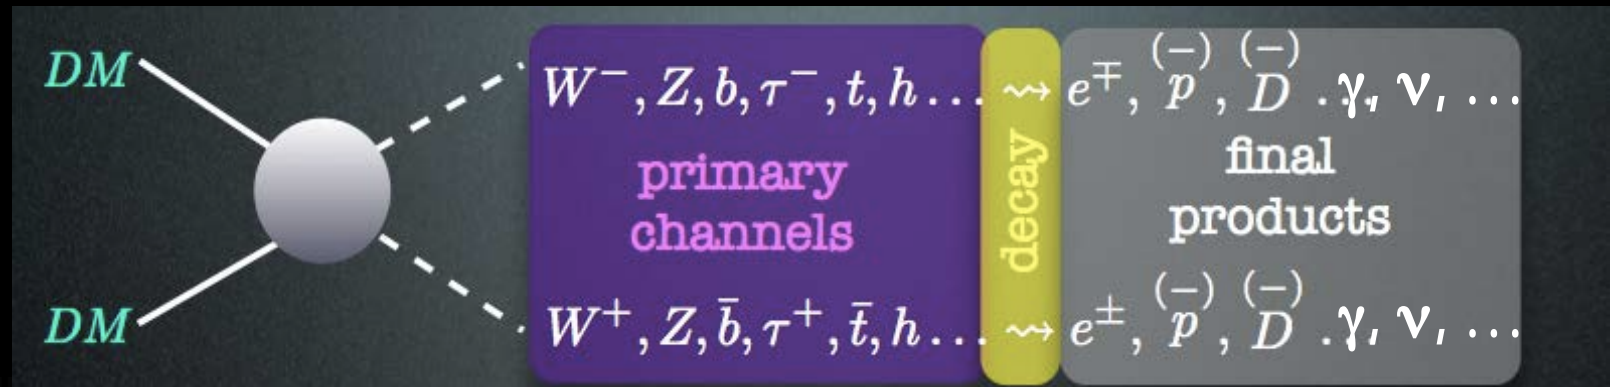 DM W⁻, Z, b, τ⁻, t, h ... ⇝ e^∓, (−)p, (−)D ... γ, ν, ...
primary channels
decay
final products
DM W⁺, Z, b̄, τ⁺, t̄, h ... ⇝ e^±, (−)p, (−)D ... γ, ν, ...